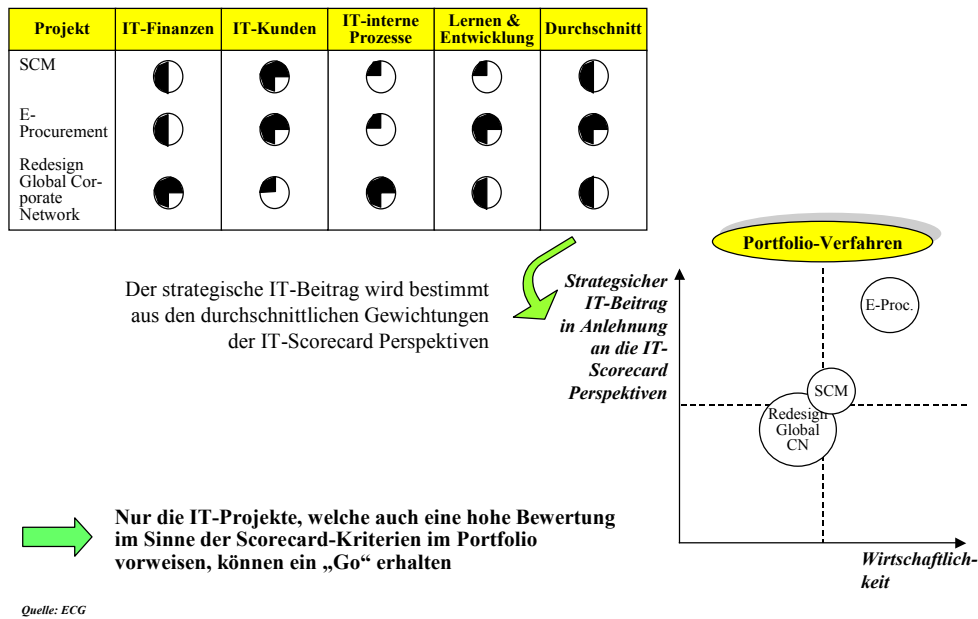 Projekt IT-Finanzen IT-Kunden IT-interne Prozesse Lernen & Entwicklung Durchschnitt
SCM
E-
Procurement
Redesign
Global Cor-
porate
Network
Der strategische IT-Beitrag wird bestimmt
aus den durchschnittlichen Gewichtungen
der IT-Scorecard Perspektiven
Portfolio-Verfahren
Strategsicher
IT-Beitrag
in Anlehnung
an die IT-
Scorecard
Perspektiven
E-Proc.
SCM
Redesign
Global
CN
Wirtschaftlich-
keit
Nur die IT-Projekte, welche auch eine hohe Bewertung
im Sinne der Scorecard-Kriterien im Portfolio
vorweisen, können ein „Go“ erhalten
Quelle: ECG